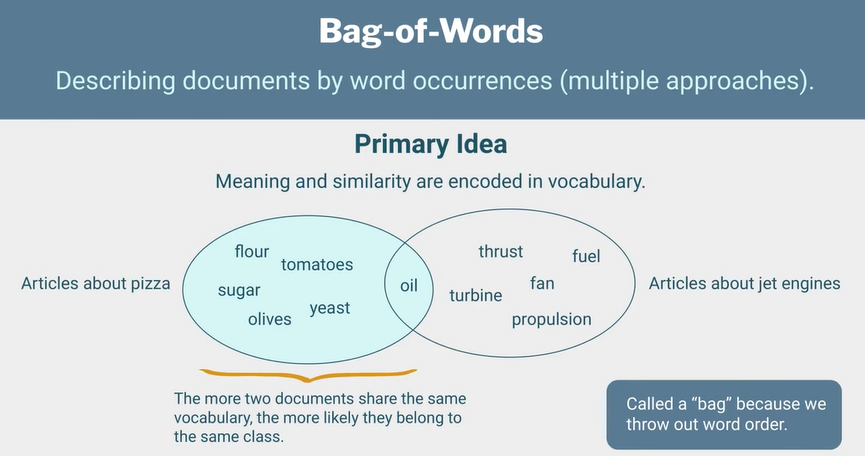 Bag-of-Words
Describing documents by word occurrences (multiple approaches).
Primary Idea
Meaning and similarity are encoded in vocabulary.
Articles about pizza
flour
tomatoes
sugar
yeast
olives
oil
thrust
fuel
fan
turbine
propulsion
Articles about jet engines
The more two documents share the same
vocabulary, the more likely they belong to
the same class.
Called a “bag” because we
throw out word order.